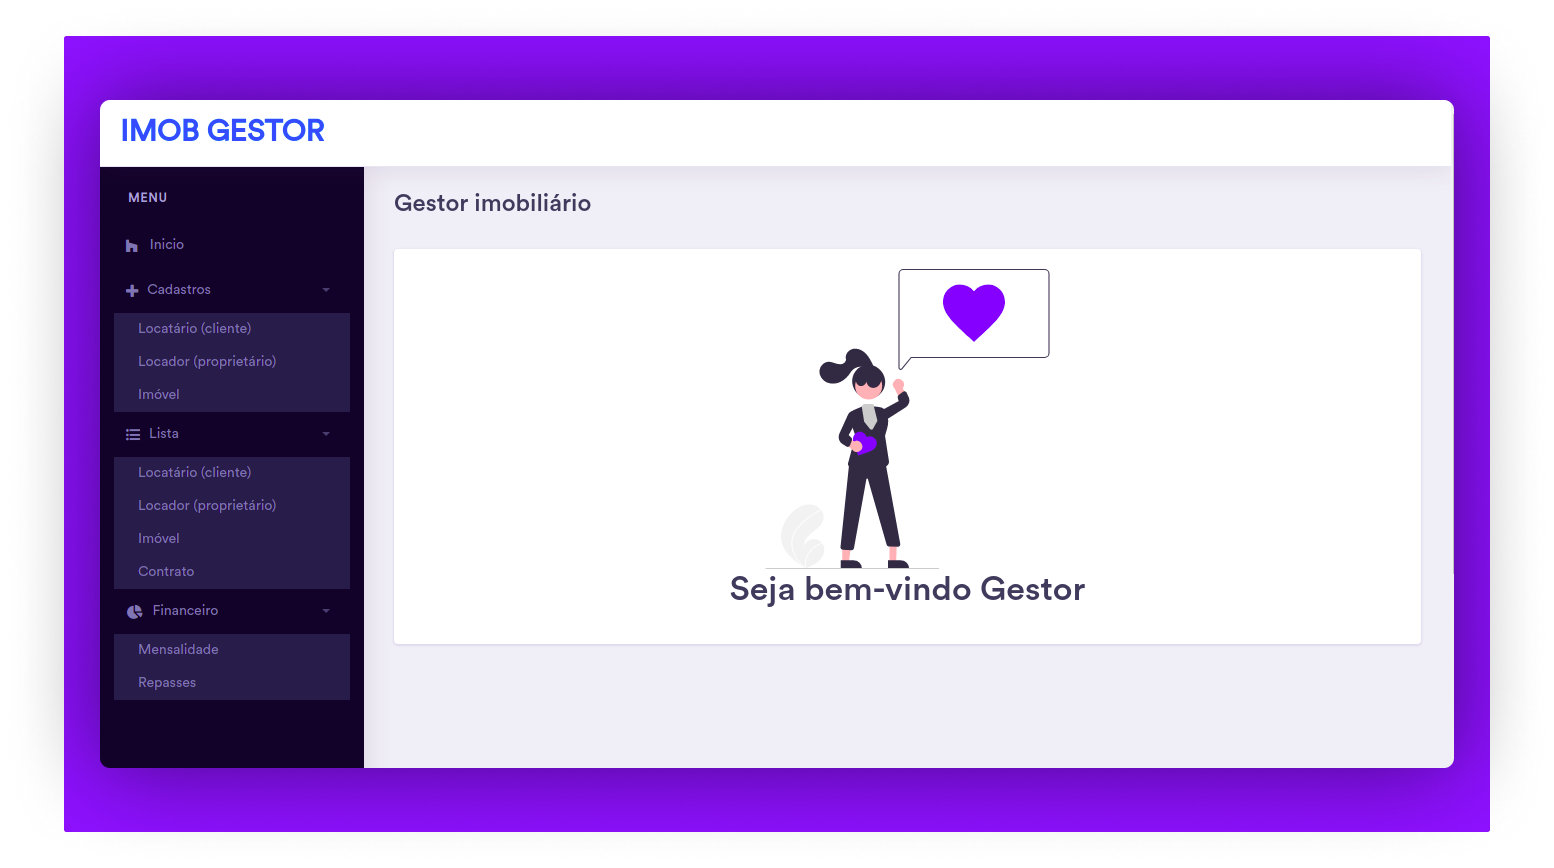 IMOB GESTOR
MENU
Inicio
Cadastros
Locatário (cliente)
Locador (proprietário)
Imóvel
Lista
Locatário (cliente)
Locador (proprietário)
Imóvel
Contrato
Financeiro
Mensalidade
Repasses
Gestor imobiliário
Seja bem-vindo Gestor